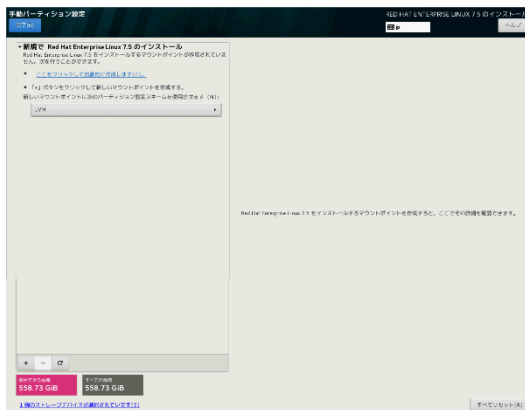 手動パーティション設定
RED HAT ENTERPRISE LINUX 7.5 のインストール
完了(D)
jp
ヘルプ
▼新規で Red Hat Enterprise Linux 7.5 のインストール
Red Hat Enterprise Linux 7.5 をインストールするマウントポイントが作成されていません。次を行うことができます。
• ここをクリックして自動的に作成します(C)。
• 「+」ボタンをクリックして新しいマウントポイントを作成する。
新しいマウントポイントに次のパーティション設定スキームを使用されます (N):
LVM
Red Hat Enterprise Linux 7.5 をインストールするマウントポイントを作成すると、ここでその詳細を確認できます。
+ −
558.73 GiB
すべての領域
558.73 GiB
1 個のストレージデバイスが選択されています(S)
すべてリセット(R)